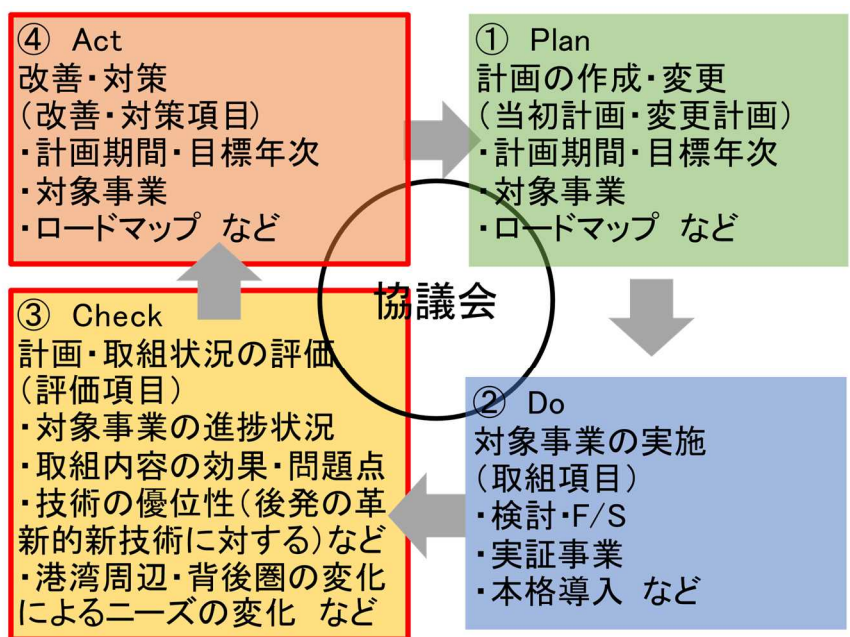 ④ Act
改善・対策
(改善・対策項目)
・計画期間・目標年次
・対象事業
・ロードマップ など
① Plan
計画の作成・変更
(当初計画・変更計画)
・計画期間・目標年次
・対象事業
・ロードマップ など
協議会
③ Check
計画・取組状況の評価
(評価項目)
・対象事業の進捗状況
・取組内容の効果・問題点
・技術の優位性(後発の革
新的新技術に対する)など
・港湾周辺・背後圏の変化
によるニーズの変化 など
② Do
対象事業の実施
(取組項目)
・検討・F/S
・実証事業
・本格導入 など